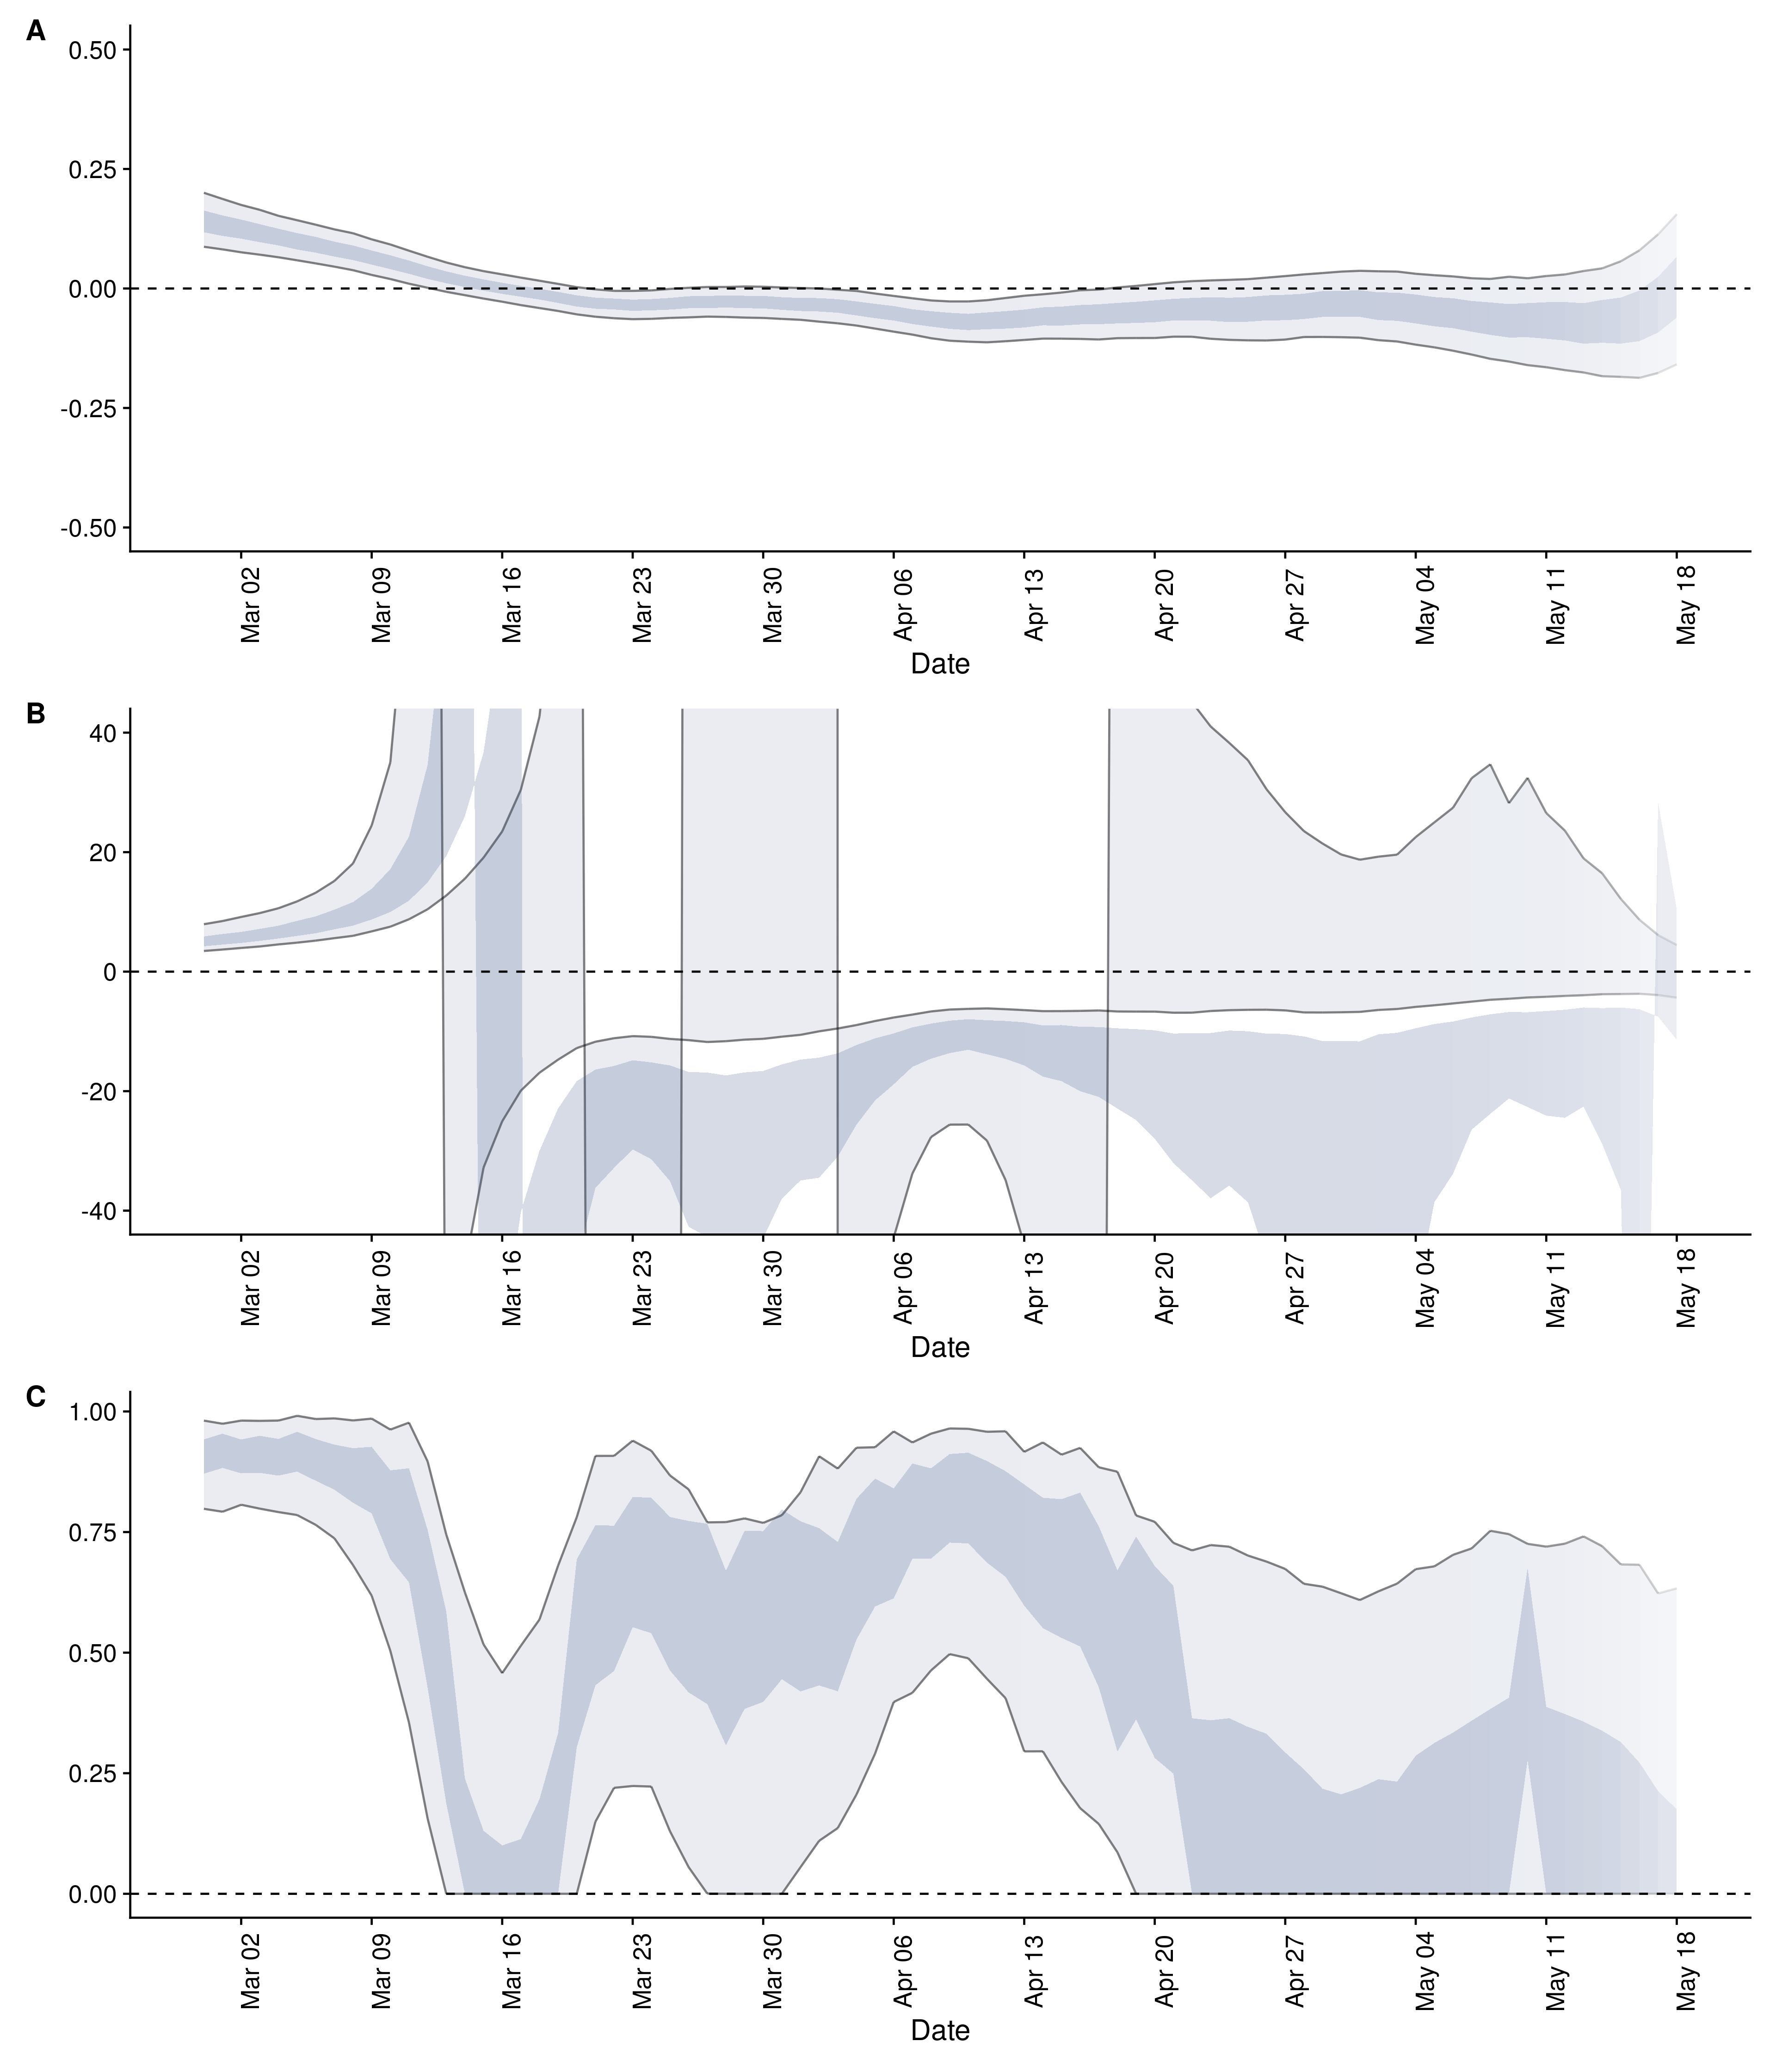 A
0.50
0.25
0.00
-0.25
-0.50
Mar 02
Mar 09
Mar 16
Mar 23
Mar 30
Apr 06
Apr 13
Apr 20
Apr 27
May 04
May 11
May 18
Date
B
40
20
0
-20
-40
Mar 02
Mar 09
Mar 16
Mar 23
Mar 30
Apr 06
Apr 13
Apr 20
Apr 27
May 04
May 11
May 18
Date
C
1.00
0.75
0.50
0.25
0.00
Mar 02
Mar 09
Mar 16
Mar 23
Mar 30
Apr 06
Apr 13
Apr 20
Apr 27
May 04
May 11
May 18
Date